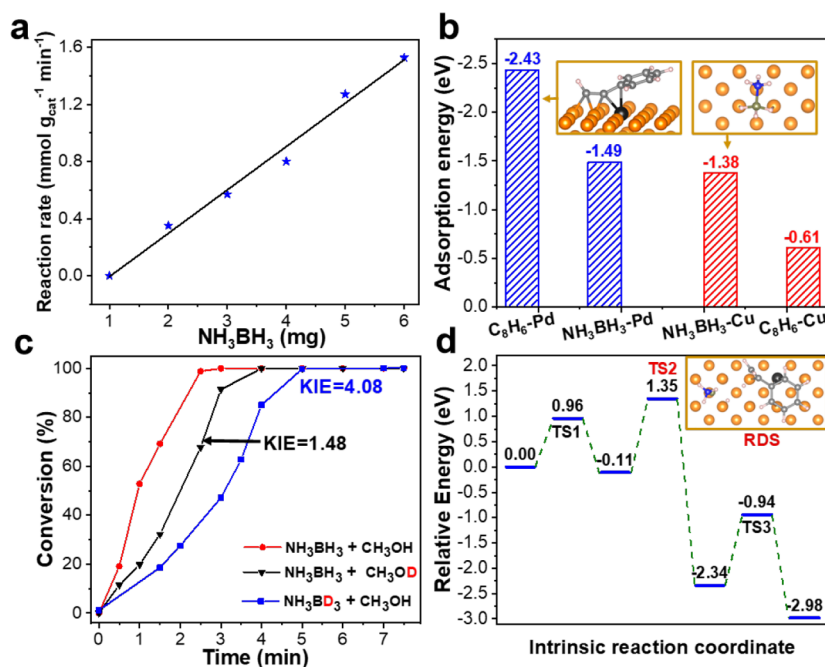 a
Reaction rate (mmol g_cat⁻¹ min⁻¹)
1.6
1.2
0.8
0.4
0.0
1 2 3 4 5 6
NH₃BH₃ (mg)
b
Adsorption energy (eV)
-2.5
-2.0
-1.5
-1.0
-0.5
0.0
-2.43
-1.49
-1.38
-0.61
C₈H₆-Pd NH₃BH₃-Pd NH₃BH₃-Cu C₈H₆-Cu
c
Conversion (%)
100
80
60
40
20
0
KIE=4.08
KIE=1.48
NH₃BH₃ + CH₃OH
NH₃BH₃ + CH₃OD
NH₃BD₃ + CH₃OH
0 1 2 3 4 5 6 7
Time (min)
d
Relative Energy (eV)
2.0
1.5
1.0
0.5
0.0
-0.5
-1.0
-1.5
-2.0
-2.5
-3.0
TS2
1.35
0.96
TS1
0.00
-0.11
RDS
-0.94
TS3
-2.34
-2.98
Intrinsic reaction coordinate